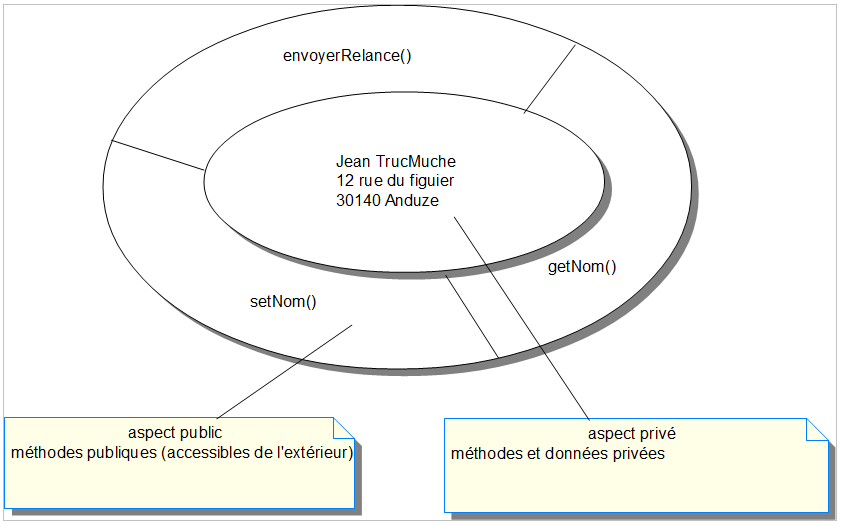 envoyerRelance()
Jean TrucMuche
12 rue du figuier
30140 Anduze
getNom()
setNom()
aspect public
méthodes publiques (accessibles de l'extérieur)
aspect privé
méthodes et données privées